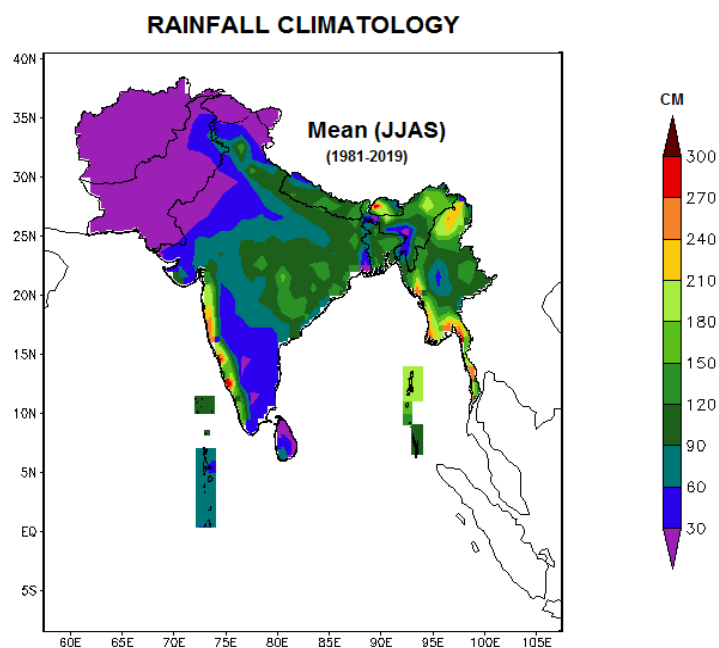 RAINFALL CLIMATOLOGY
Mean (JJAS)
(1981-2019)
40N
35N
30N
25N
20N
15N
10N
5N
EQ
5S
60E
65E
70E
75E
80E
85E
90E
95E
100E
105E
CM
300
270
240
210
180
150
120
90
60
30